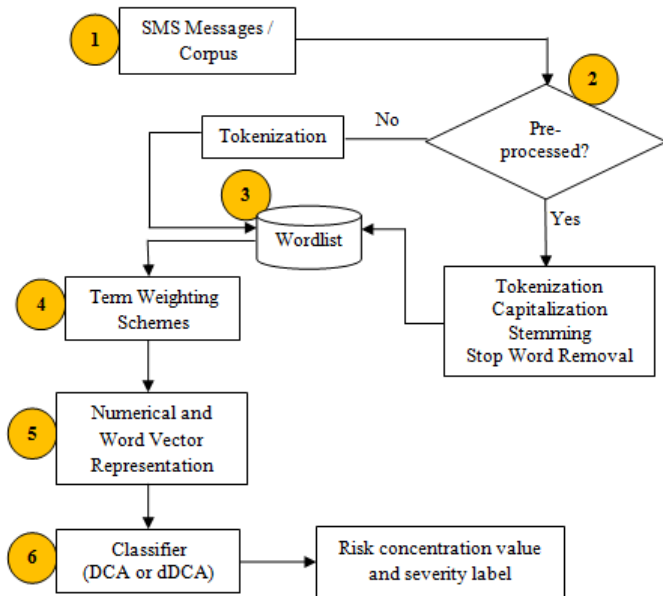 1
SMS Messages /
Corpus
2
Pre-
processed?
No
Tokenization
Yes
3
Wordlist
Tokenization
Capitalization
Stemming
Stop Word Removal
4
Term Weighting
Schemes
5
Numerical and
Word Vector
Representation
6
Classifier
(DCA or dDCA)
Risk concentration value
and severity label